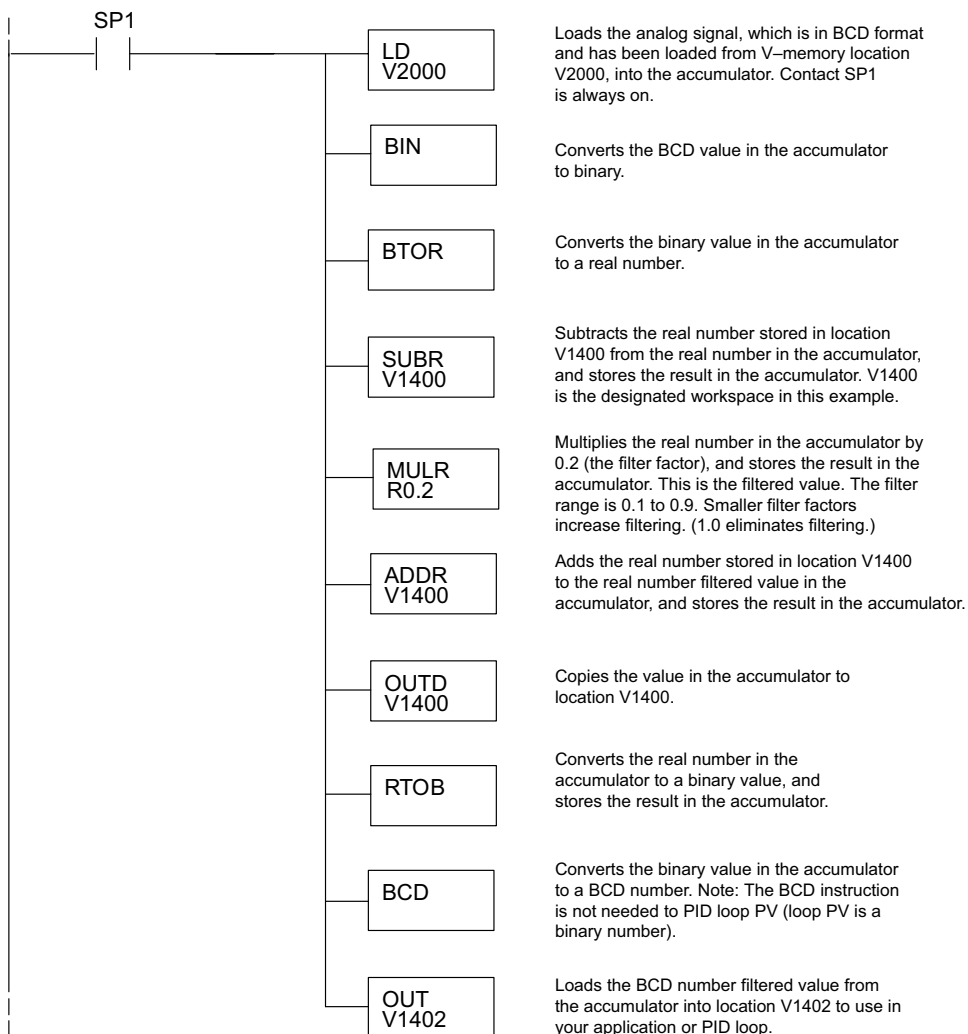 SP1
LD
V2000
Loads the analog signal, which is in BCD format
and has been loaded from V–memory location
V2000, into the accumulator. Contact SP1
is always on.
BIN
Converts the BCD value in the accumulator
to binary.
BTOR
Converts the binary value in the accumulator
to a real number.
SUBR
V1400
Subtracts the real number stored in location
V1400 from the real number in the accumulator,
and stores the result in the accumulator. V1400
is the designated workspace in this example.
MULR
R0.2
Multiplies the real number in the accumulator by
0.2 (the filter factor), and stores the result in the
accumulator. This is the filtered value. The filter
range is 0.1 to 0.9. Smaller filter factors
increase filtering. (1.0 eliminates filtering.)
ADDR
V1400
Adds the real number stored in location V1400
to the real number filtered value in the
accumulator, and stores the result in the accumulator.
OUTD
V1400
Copies the value in the accumulator to
location V1400.
RTOB
Converts the real number in the
accumulator to a binary value, and
stores the result in the accumulator.
BCD
Converts the binary value in the accumulator
to a BCD number. Note: The BCD instruction
is not needed to PID loop PV (loop PV is a
binary number).
OUT
V1402
Loads the BCD number filtered value from
the accumulator into location V1402 to use in
your application or PID loop.